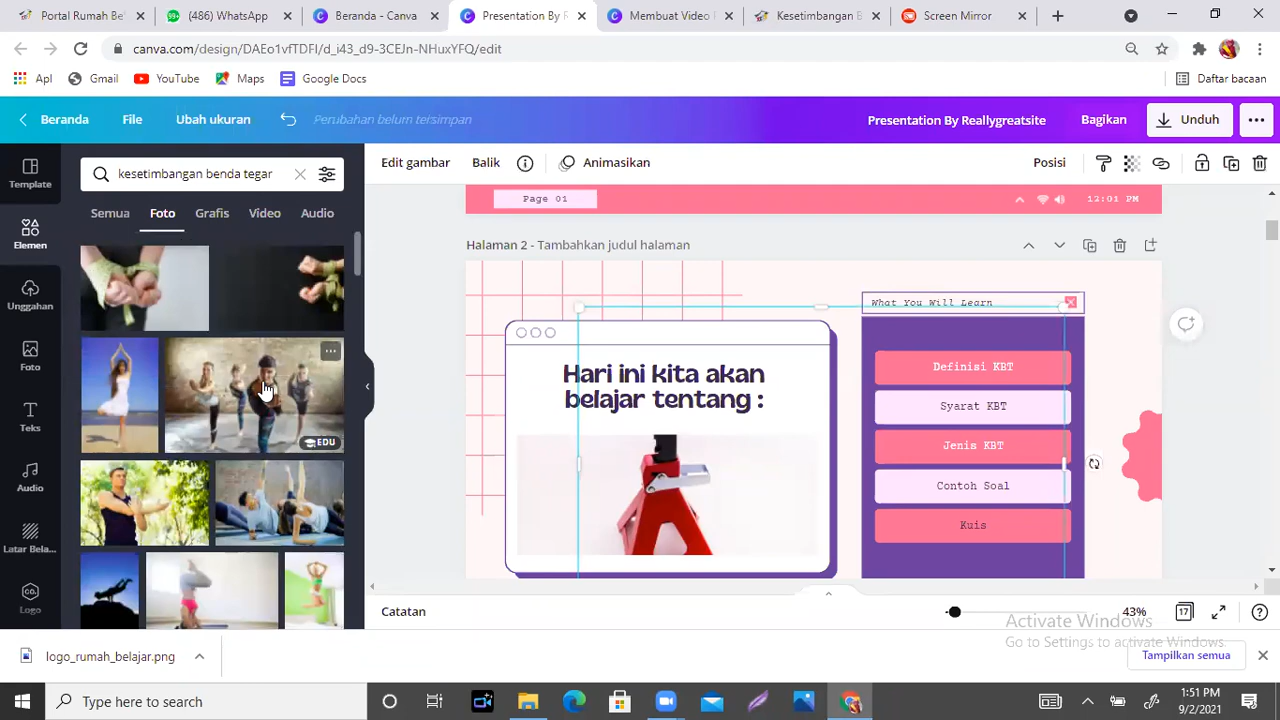 Portal Rumah Be
(486) WhatsApp
Beranda - Canva
Presentation By R
Membuat Video P
Kesetimbangan B
Screen Mirror
canva.com/design/DAEo1vfTDFI/d_i43_d9-3CEJn-NHuxYFQ/edit
Apl
Gmail
YouTube
Maps
Google Docs
Daftar bacaan
Beranda
File
Ubah ukuran
Perubahan belum tersimpan
Presentation By Reallygreatsite
Bagikan
Unduh
Template
Elemen
Unggahan
Foto
Teks
Audio
Latar Bela...
Logo
kesetimbangan benda tegar
Semua
Foto
Grafis
Video
Audio
EDU
Edit gambar
Balik
Animasikan
Posisi
Page 01
12:01 PM
Halaman 2 - Tambahkan judul halaman
Hari ini kita akan
belajar tentang :
What You Will Learn
Definisi KBT
Syarat KBT
Jenis KBT
Contoh Soal
Kuis
Catatan
43%
17
Activate Windows
Go to Settings to activate Windows.
logo_rumah_belajar.png
Tampilkan semua
Type here to search
1:51 PM
9/2/2021